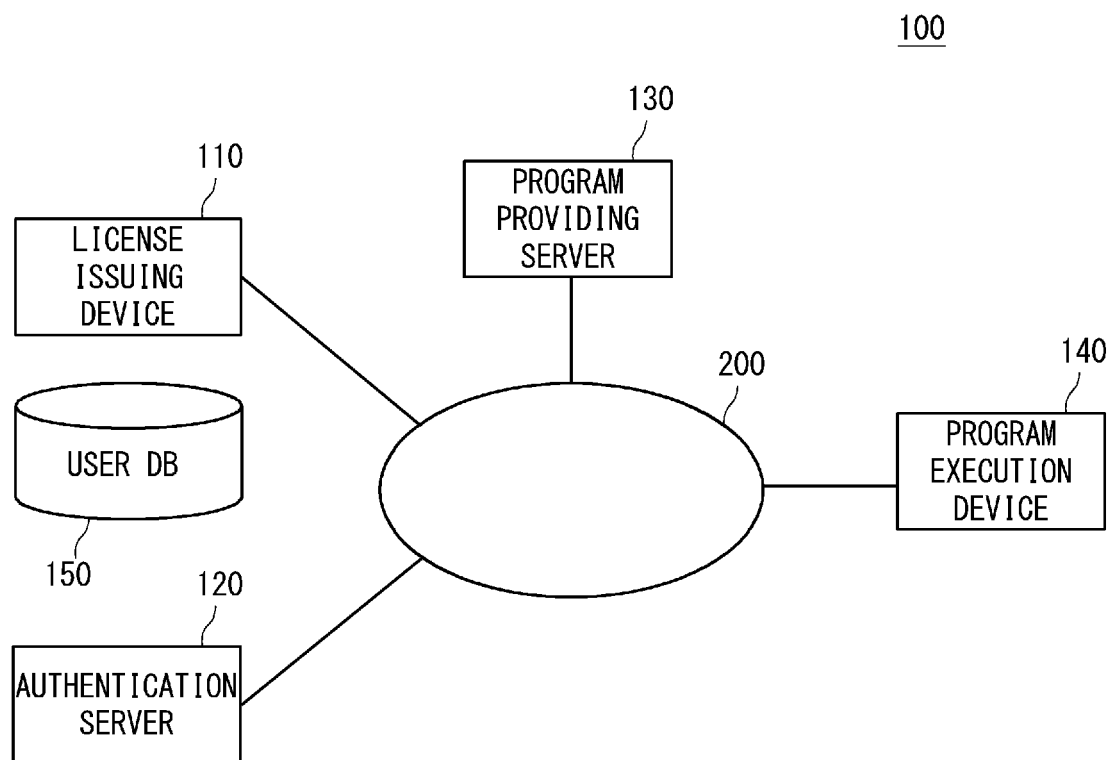 100
130
PROGRAM
PROVIDING
SERVER
110
LICENSE
ISSUING
DEVICE
200
140
PROGRAM
EXECUTION
DEVICE
USER DB
150
120
AUTHENTICATION
SERVER